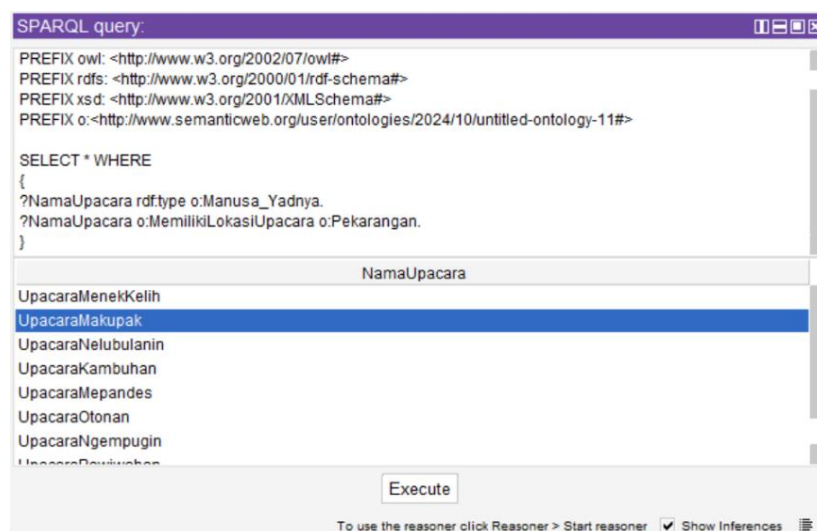 SPARQL query:
PREFIX owl: <http://www.w3.org/2002/07/owl#>
PREFIX rdfs: <http://www.w3.org/2000/01/rdf-schema#>
PREFIX xsd: <http://www.w3.org/2001/XMLSchema#>
PREFIX o:<http://www.semanticweb.org/user/ontologies/2024/10/untitled-ontology-11#>
SELECT * WHERE
{
?NamaUpacara rdf:type o:Manusa_Yadnya.
?NamaUpacara o:MemilikiLokasiUpacara o:Pekarangan.
}
NamaUpacara
UpacaraMenekKelih
UpacaraMakupak
UpacaraNelubulanin
UpacaraKambuhan
UpacaraMepandes
UpacaraOtonan
UpacaraNgempugin
Execute
To use the reasoner click Reasoner > Start reasoner Show Inferences